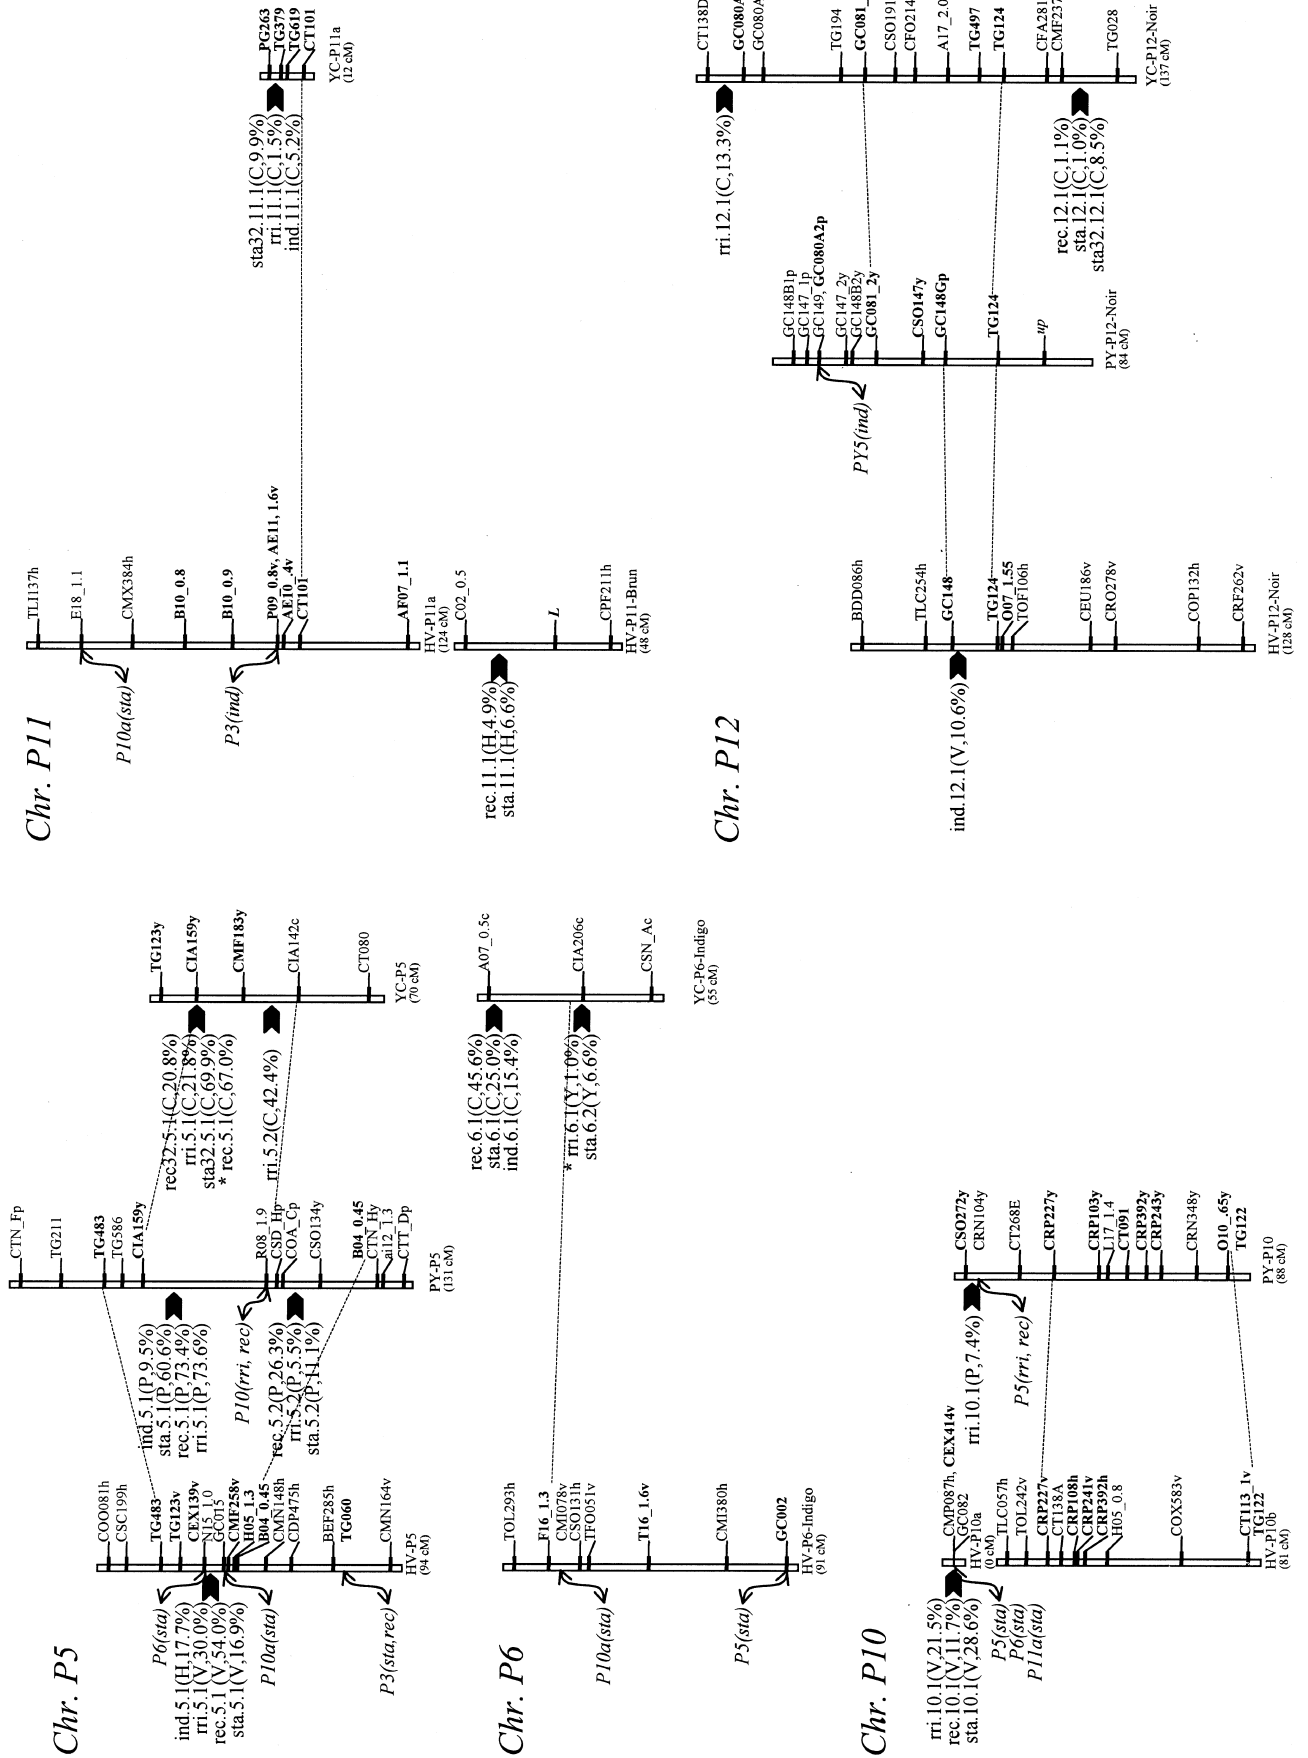 Chr. P5
COO081h
CSC199h
TG483
TG123v
CEX139v
N15_1.0
GC015
CMF258v
H05_1.3
B04_0.45
CMN148h
CDP475h
BEF285h
TG060
CMN164v
HV-P5
(94 cM)
P6(sta)
ind.5.1(H,17.7%)
rri.5.1(V,30.0%)
rec.5.1 (V,54.0%)
sta.5.1(V,16.9%)
P10a(sta)
P3(sta,rec)
CTN_Fp
TG211
TG483
TG586
CIA159y
R08_1.9
CSD_Hp
COA_Cp
CSO134y
B04_0.45
CTN_Hy
ai12_1.3
CTT_Dp
PY-P5
(131 cM)
ind.5.1(P,9.5%)
sta.5.1(P,60.6%)
rec.5.1(P,73.4%)
rri.5.1(P,73.6%)
P10(rri, rec)
rec.5.2(P,26.3%)
rri.5.2(P,5.5%)
sta.5.2(P,11.1%)
TG123y
CIA159y
CMF183y
CIA142c
CT080
YC-P5
(70 cM)
rec32.5.1(C,20.8%)
rri.5.1(C,21.8%)
sta32.5.1(C,69.9%)
* rec.5.1(C,67.0%)
rri.5.2(C,42.4%)
Chr. P6
TOL293h
F16_1.3
CMI078v
CSO131h
TFO051v
T16_1.6v
CMI380h
GC002
HV-P6-Indigo
(91 cM)
P10a(sta)
P5(sta)
A07_0.5c
CIA206c
CSN_Ac
YC-P6-Indigo
(55 cM)
rec.6.1(C,45.6%)
sta.6.1(C,25.0%)
ind.6.1(C,15.4%)
* rri.6.1(Y,1.0%)
sta.6.2(Y,6.6%)
Chr. P10
CMP087h, CEX414v
GC082
HV-P10a
(0 cM)
rri.10.1(V,21.5%)
rec.10.1(V,11.7%)
sta.10.1(V,28.6%)
P5(sta)
P6(sta)
P11a(sta)
TLC057h
TOL242v
CRP227v
CT138A
CRP108h
CRP241v
CRP392h
H05_0.8
COX583v
CT113_1v
TG122
HV-P10b
(81 cM)
CSO272y
CRN104y
CT268E
CRP227y
CRP103y
L17_1.4
CT091
CRP392y
CRP243y
CRN348y
O10_.65y
TG122
PY-P10
(88 cM)
rri.10.1(P,7.4%)
P5(rri, rec)
Chr. P11
TL1137h
E18_1.1
CMX384h
B10_0.8
B10_0.9
P09_0.8v, AE11, 1.6v
AE10_.4v
CT101
AF07_1.1
HV-P11a
(124 cM)
P10a(sta)
P3(ind)
C02_0.5
L
CPF211h
HV-P11-Brun
(48 cM)
rec.11.1(H,4.9%)
sta.11.1(H,6.6%)
PG263
TG379
TG619
CT101
YC-P11a
(12 cM)
sta32.11.1(C,9.9%)
rri.11.1(C,1.5%)
ind.11.1(C,5.2%)
Chr. P12
BDD086h
TLC254h
GC148
TG124
O07_1.55
TOF106h
CEU186v
CRO278v
COP132h
CRF262v
HV-P12-Noir
(128 cM)
ind.12.1(V,10.6%)
GC148B1p
GC147_1p
GC149, GC080A2p
GC147_2y
GC148B2y
GC081_2y
CSO147y
GC148Gp
TG124
up
PY-P12-Noir
(84 cM)
PY5(ind)
CT138D
GC080A
GC080A
TG194
GC081_
CSO191
CFO214
A17_2.0
TG497
TG124
CFA281
CMF237
TG028
YC-P12-Noir
(137 cM)
rri.12.1(C,13.3%)
rec.12.1(C,1.1%)
sta.12.1(C,1.0%)
sta32.12.1(C,8.5%)